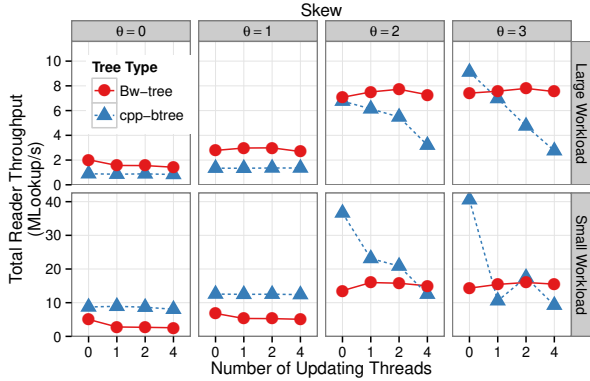 Skew
θ = 0 θ = 1 θ = 2 θ = 3
Total Reader Throughput
(MLookup/s)
10
8
6
4
2
0
Tree Type
Bw−tree
cpp−btree
Large Workload
40
30
20
10
0
Small Workload
0 1 2 4 0 1 2 4 0 1 2 4 0 1 2 4
Number of Updating Threads